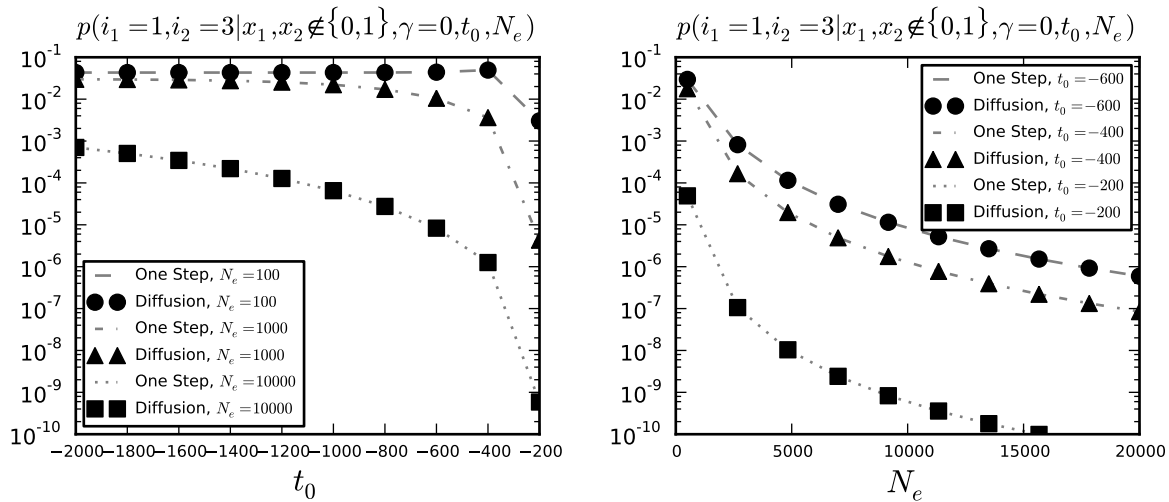 p(i₁ =1,i₂ =3|x₁,x₂∉{0,1},γ=0,t₀,Nₑ)
10⁻¹
10⁻²
10⁻³
10⁻⁴
10⁻⁵
10⁻⁶
10⁻⁷
10⁻⁸
10⁻⁹
10⁻¹⁰
One Step, Nₑ =100
Diffusion, Nₑ =100
One Step, Nₑ =1000
Diffusion, Nₑ =1000
One Step, Nₑ =10000
Diffusion, Nₑ =10000
−2000 −1800 −1600 −1400 −1200 −1000 −800 −600 −400 −200
t₀
p(i₁ =1,i₂ =3|x₁,x₂∉{0,1},γ=0,t₀,Nₑ)
10⁻¹
10⁻²
10⁻³
10⁻⁴
10⁻⁵
10⁻⁶
10⁻⁷
10⁻⁸
10⁻⁹
10⁻¹⁰
One Step, t₀ =−600
Diffusion, t₀ =−600
One Step, t₀ =−400
Diffusion, t₀ =−400
One Step, t₀ =−200
Diffusion, t₀ =−200
0 5000 10000 15000 20000
Nₑ